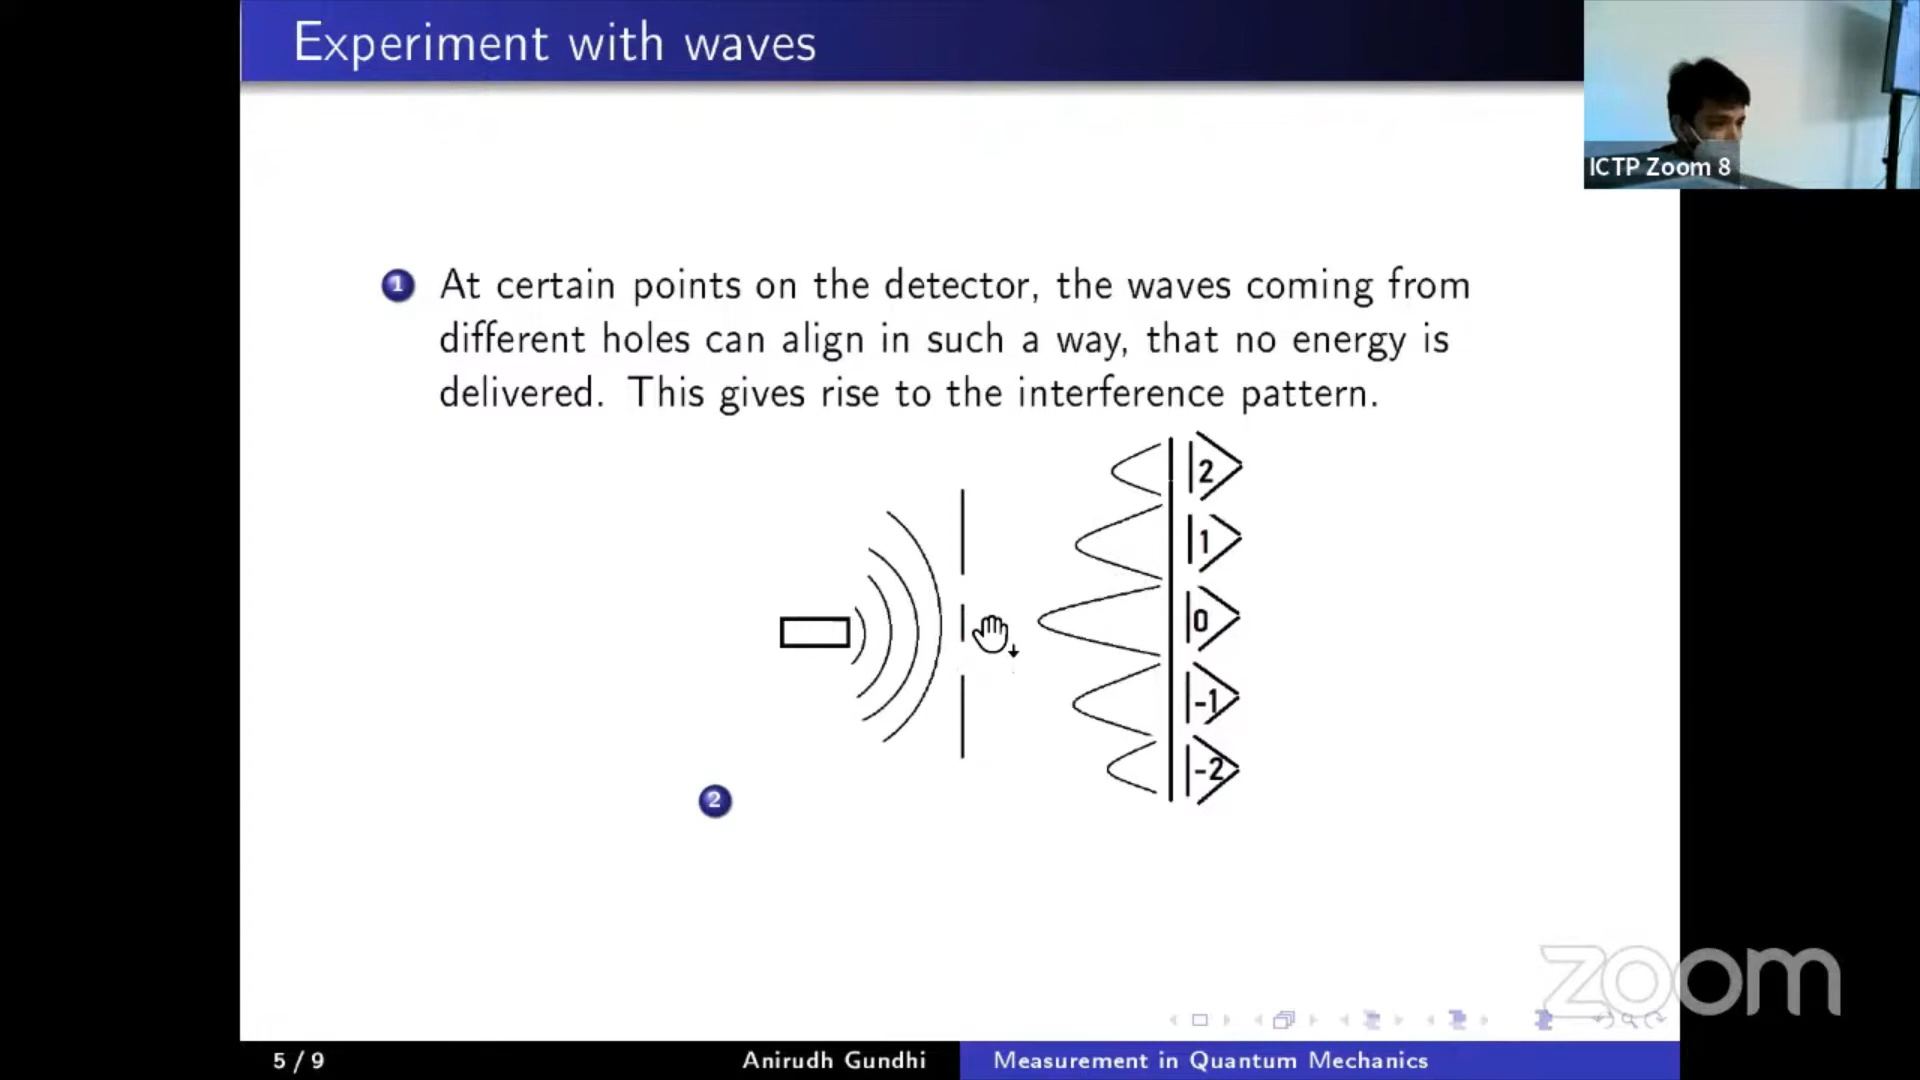 Experiment with waves
ICTP Zoom 8
1 At certain points on the detector, the waves coming from
different holes can align in such a way, that no energy is
delivered. This gives rise to the interference pattern.
|2>
|1>
|0>
|-1>
|-2>
2
zoom
5 / 9 Anirudh Gundhi Measurement in Quantum Mechanics